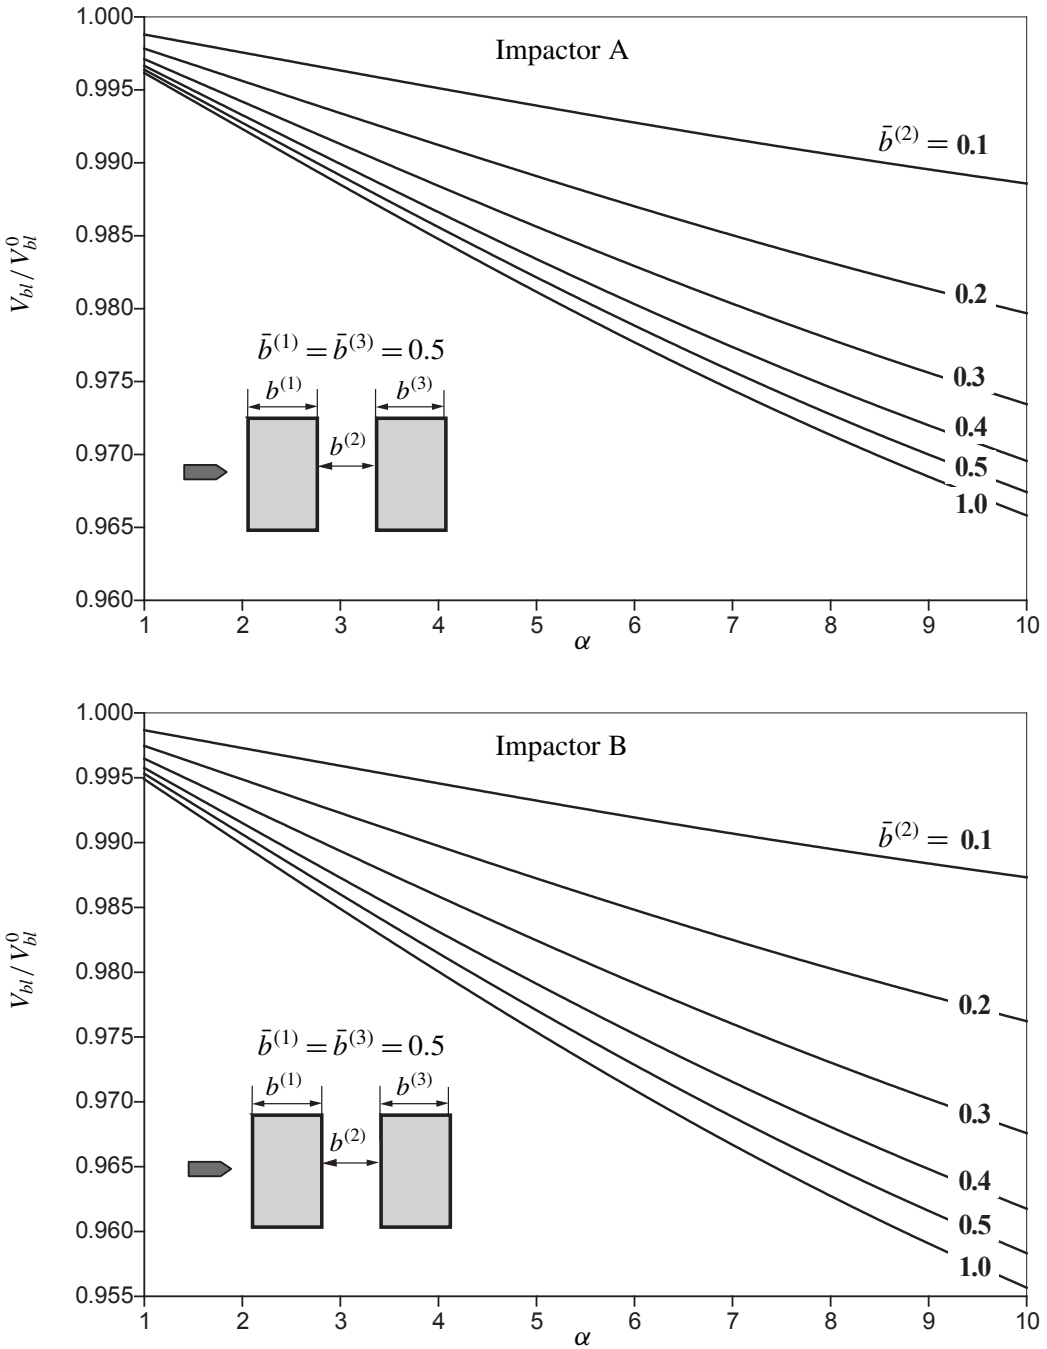 1.000
Impactor A
0.995
b̄⁽²⁾ = 0.1
0.990
0.985
V_bl / V⁰_bl
0.980
0.2
b̄⁽¹⁾ = b̄⁽³⁾ = 0.5
0.975
0.3
b⁽¹⁾ b⁽³⁾
0.4
b⁽²⁾
0.970
0.5
0.965
1.0
0.960
1 2 3 4 5 6 7 8 9 10
α
1.000
Impactor B
0.995
0.990
b̄⁽²⁾ = 0.1
0.985
V_bl / V⁰_bl
0.980
0.2
0.975
b̄⁽¹⁾ = b̄⁽³⁾ = 0.5
b⁽¹⁾ b⁽³⁾
0.970
0.3
b⁽²⁾
0.965
0.4
0.960
0.5
1.0
0.955
1 2 3 4 5 6 7 8 9 10
α